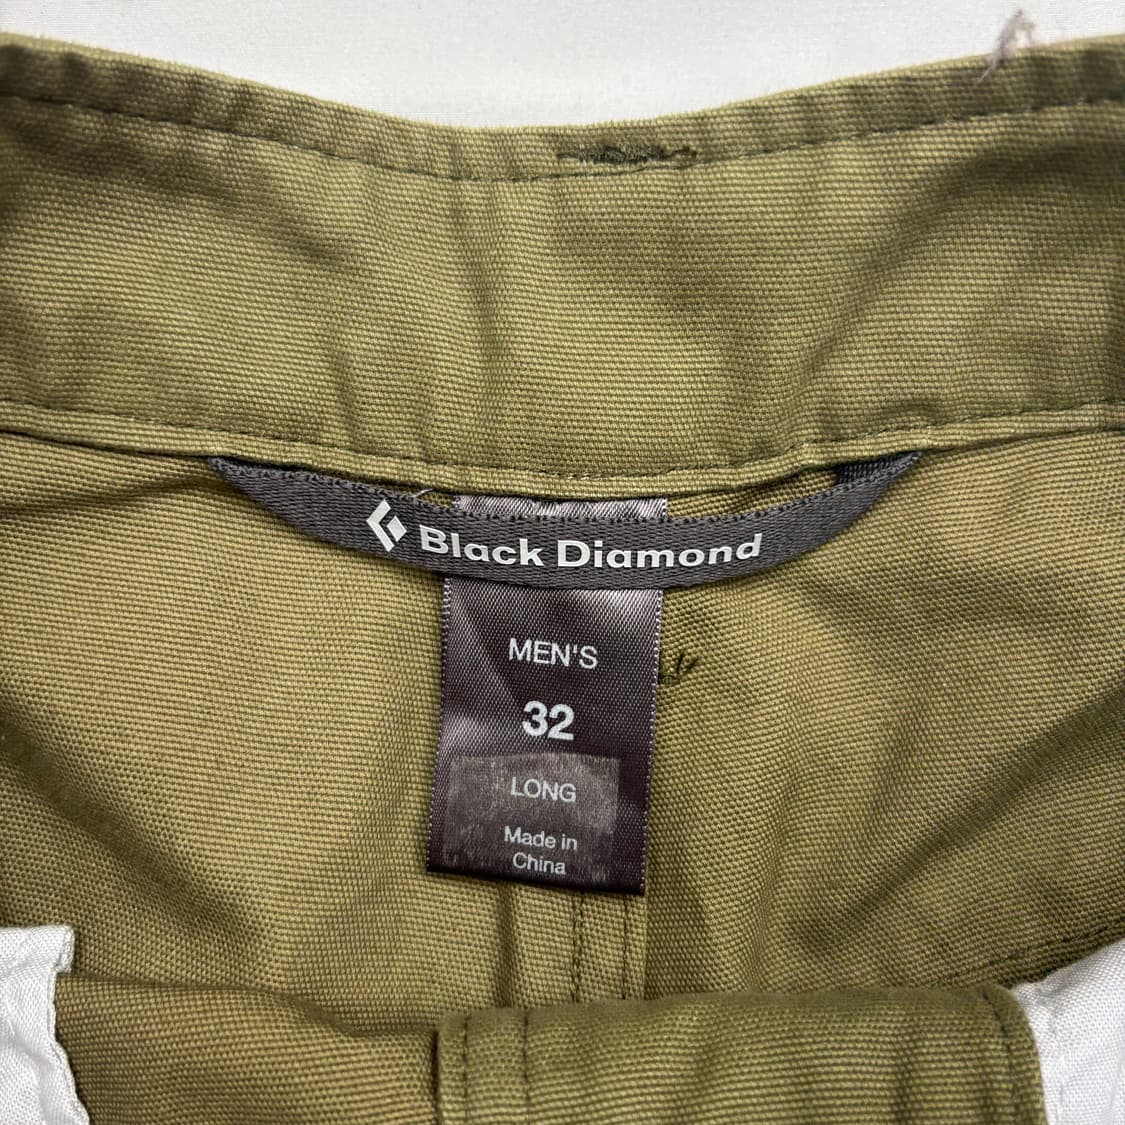 Black Diamond
MEN'S
32
LONG
Made in
China